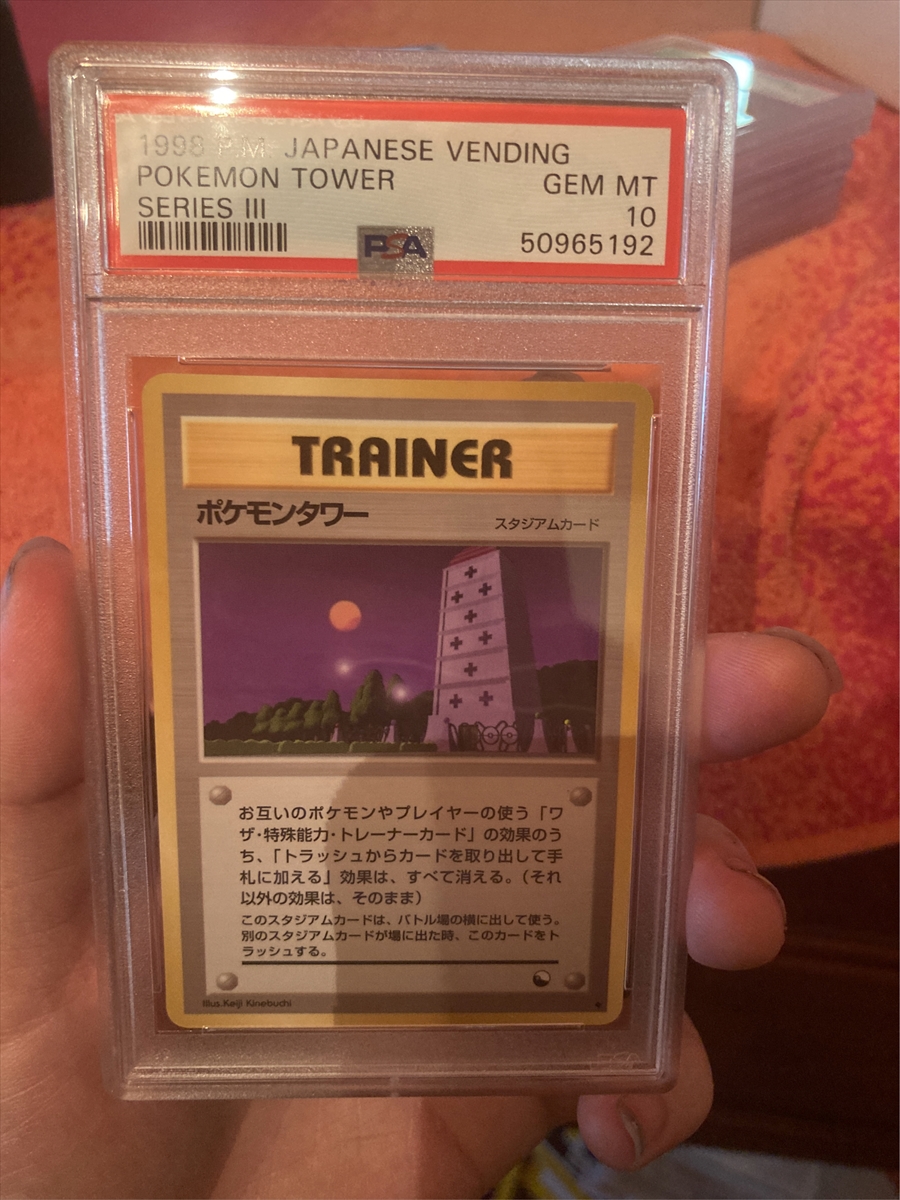 1998 P.M. JAPANESE VENDING
POKEMON TOWER GEM MT
SERIES III 10
PSA 50965192
TRAINER
ポケモンタワー
スタジアムカード
お互いのポケモンやプレイヤーの使う「ワ
ザ・特殊能力・トレーナーカード」の効果のう
ち、「トラッシュからカードを取り出して手
札に加える」効果は、すべて消える。(それ
以外の効果は、そのまま)
このスタジアムカードは、バトル場の横に出して使う。
別のスタジアムカードが場に出た時、このカードをト
ラッシュする。
Illus.Keiji Kinebuchi